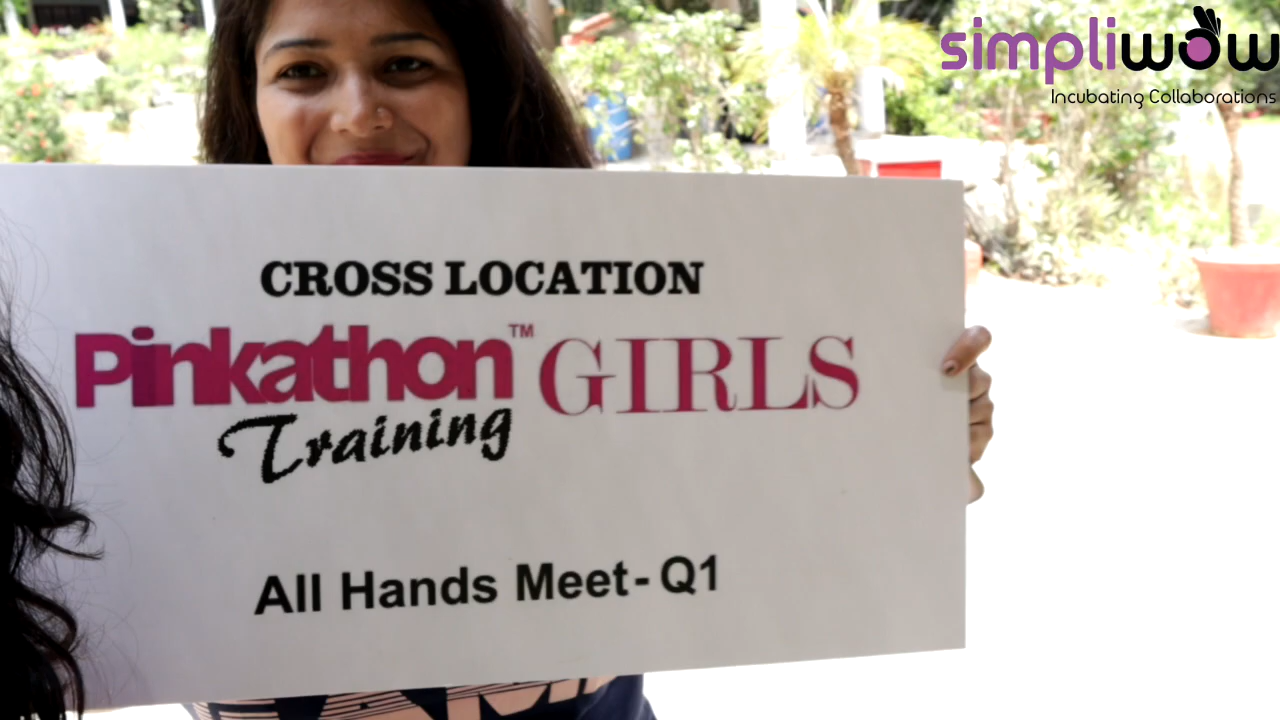 simpliwow
Incubating Collaborations
CROSS LOCATION
Pinkathon™ GIRLS
Training
All Hands Meet - Q1